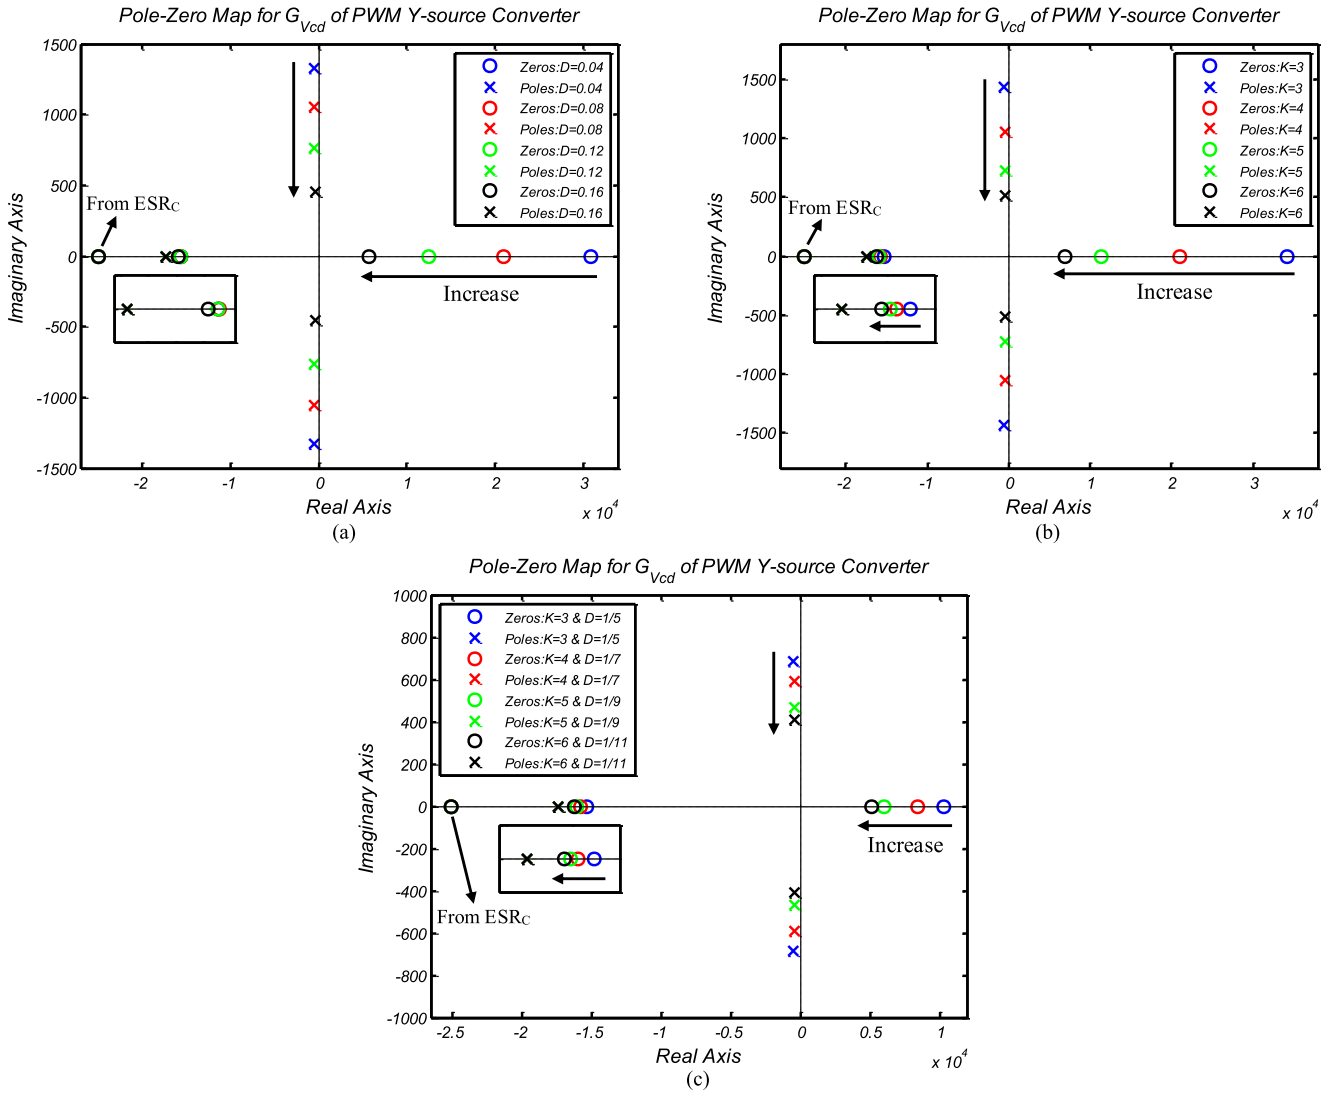 Pole-Zero Map for G_Vcd of PWM Y-source Converter
1500
1000
500
0
-500
-1000
-1500
Imaginary Axis
-2
-1
0
1
2
3
Real Axis
x 10^4
Zeros:D=0.04
Poles:D=0.04
Zeros:D=0.08
Poles:D=0.08
Zeros:D=0.12
Poles:D=0.12
Zeros:D=0.16
Poles:D=0.16
From ESR_C
Increase
(a)
Pole-Zero Map for G_Vcd of PWM Y-source Converter
1500
1000
500
0
-500
-1000
-1500
Imaginary Axis
-2
-1
0
1
2
3
Real Axis
x 10^4
Zeros:K=3
Poles:K=3
Zeros:K=4
Poles:K=4
Zeros:K=5
Poles:K=5
Zeros:K=6
Poles:K=6
From ESR_C
Increase
(b)
Pole-Zero Map for G_Vcd of PWM Y-source Converter
1000
800
600
400
200
0
-200
-400
-600
-800
-1000
Imaginary Axis
-2.5
-2
-1.5
-1
-0.5
0
0.5
1
Real Axis
x 10^4
Zeros:K=3 & D=1/5
Poles:K=3 & D=1/5
Zeros:K=4 & D=1/7
Poles:K=4 & D=1/7
Zeros:K=5 & D=1/9
Poles:K=5 & D=1/9
Zeros:K=6 & D=1/11
Poles:K=6 & D=1/11
Increase
From ESR_C
(c)